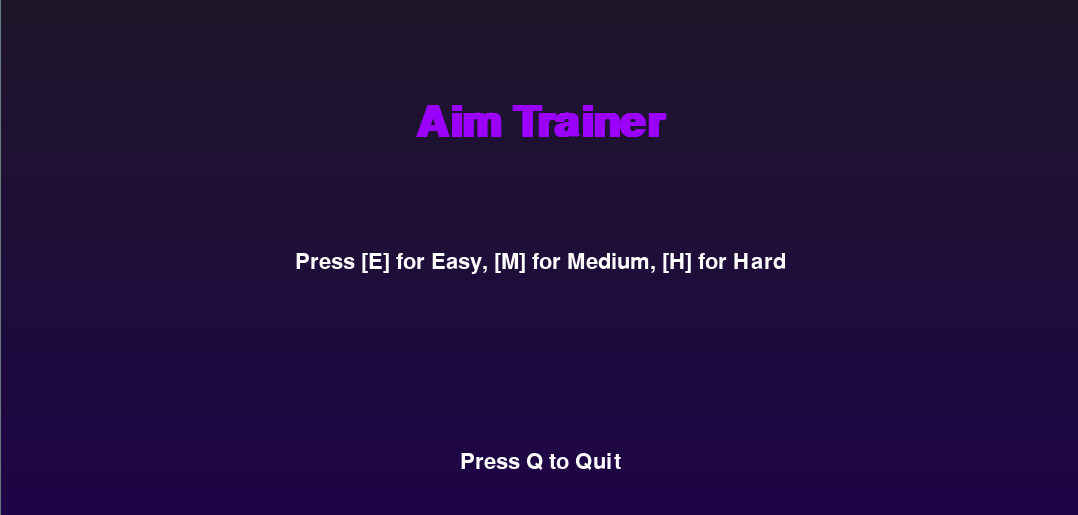 Aim Trainer
Press [E] for Easy, [M] for Medium, [H] for Hard
Press Q to Quit